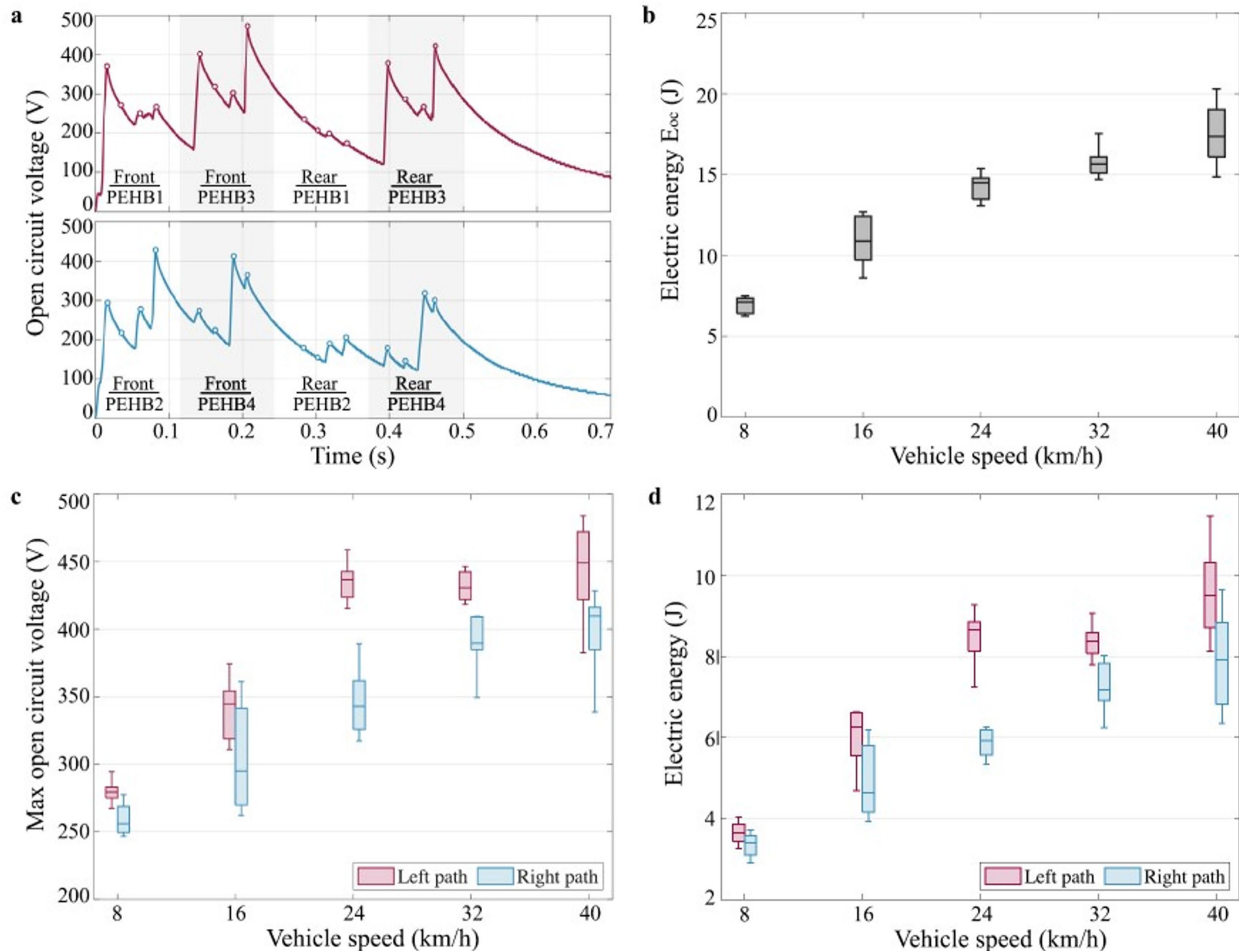 a
500
400
300
200
100
0
Open circuit voltage (V)
Front
PEHB1
Front
PEHB3
Rear
PEHB1
Rear
PEHB3
500
400
300
200
100
0
Front
PEHB2
Front
PEHB4
Rear
PEHB2
Rear
PEHB4
0 0.1 0.2 0.3 0.4 0.5 0.6 0.7
Time (s)
b
25
20
15
10
5
0
Electric energy Eoc (J)
8 16 24 32 40
Vehicle speed (km/h)
c
500
450
400
350
300
250
200
Max open circuit voltage (V)
Left path Right path
8 16 24 32 40
Vehicle speed (km/h)
d
12
10
8
6
4
2
Electric energy (J)
Left path Right path
8 16 24 32 40
Vehicle speed (km/h)